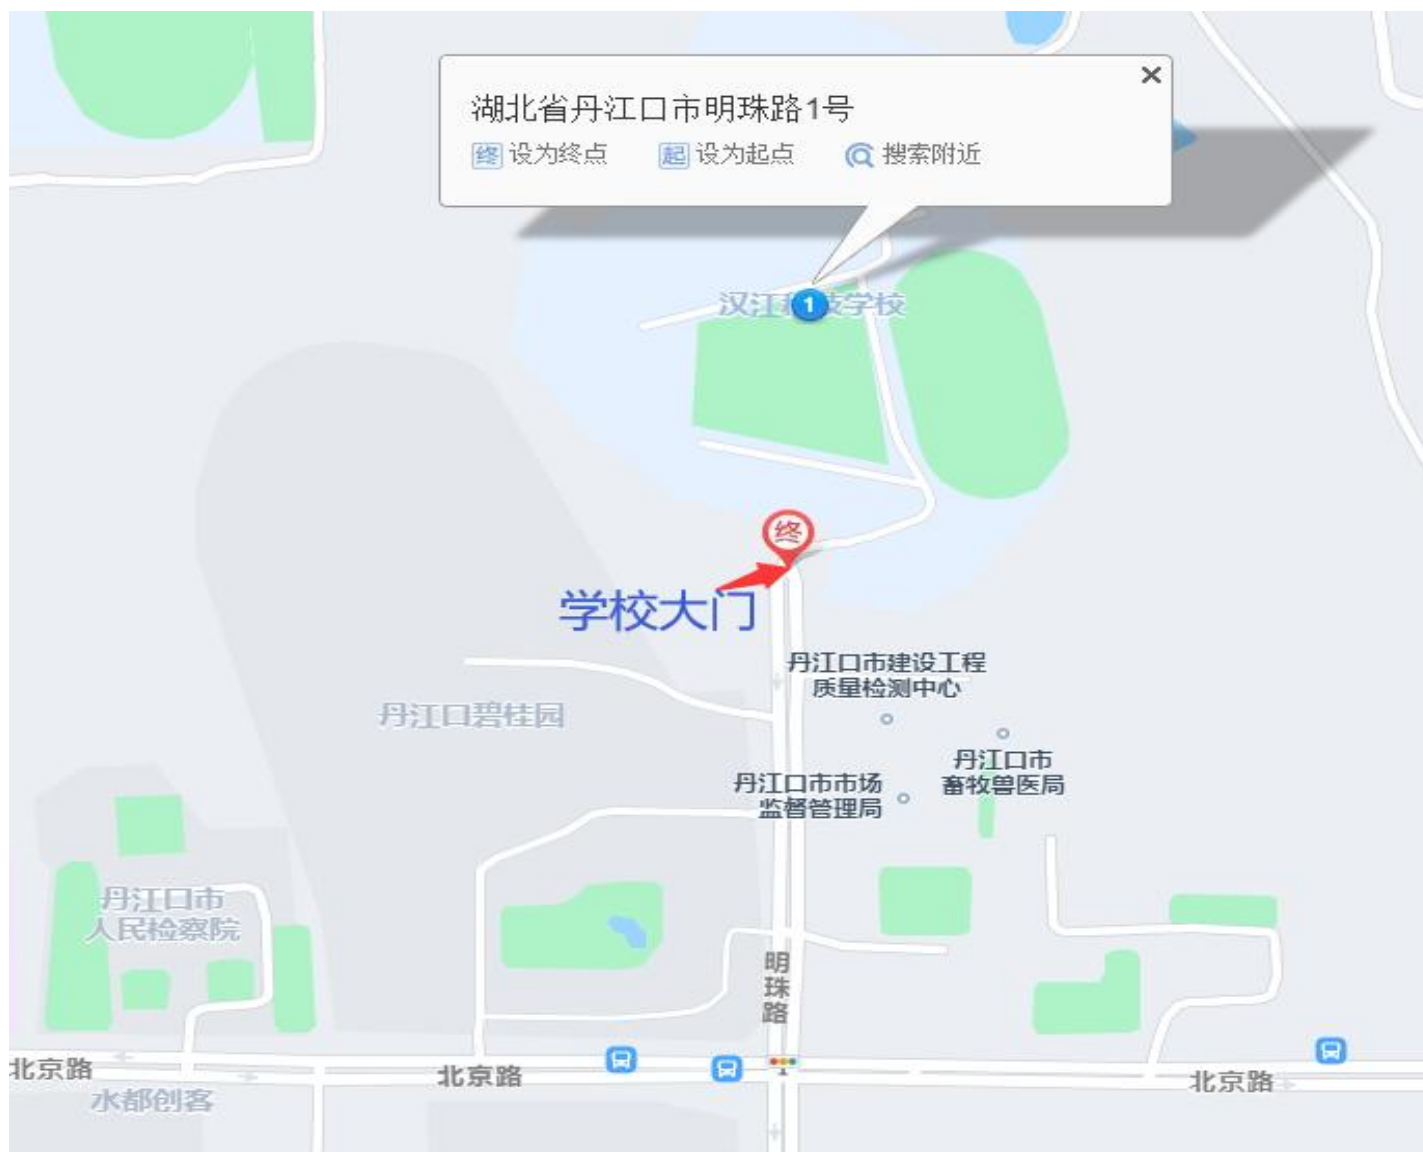 湖北省丹江口市明珠路1号
终 设为终点 起 设为起点 搜索附近
汉江科技学校
1
终
学校大门
丹江口市建设工程
质量检测中心
丹江口碧桂园
丹江口市
畜牧兽医局
丹江口市市场
监督管理局
丹江口市
人民检察院
明珠路
北京路
北京路
北京路
水都创客